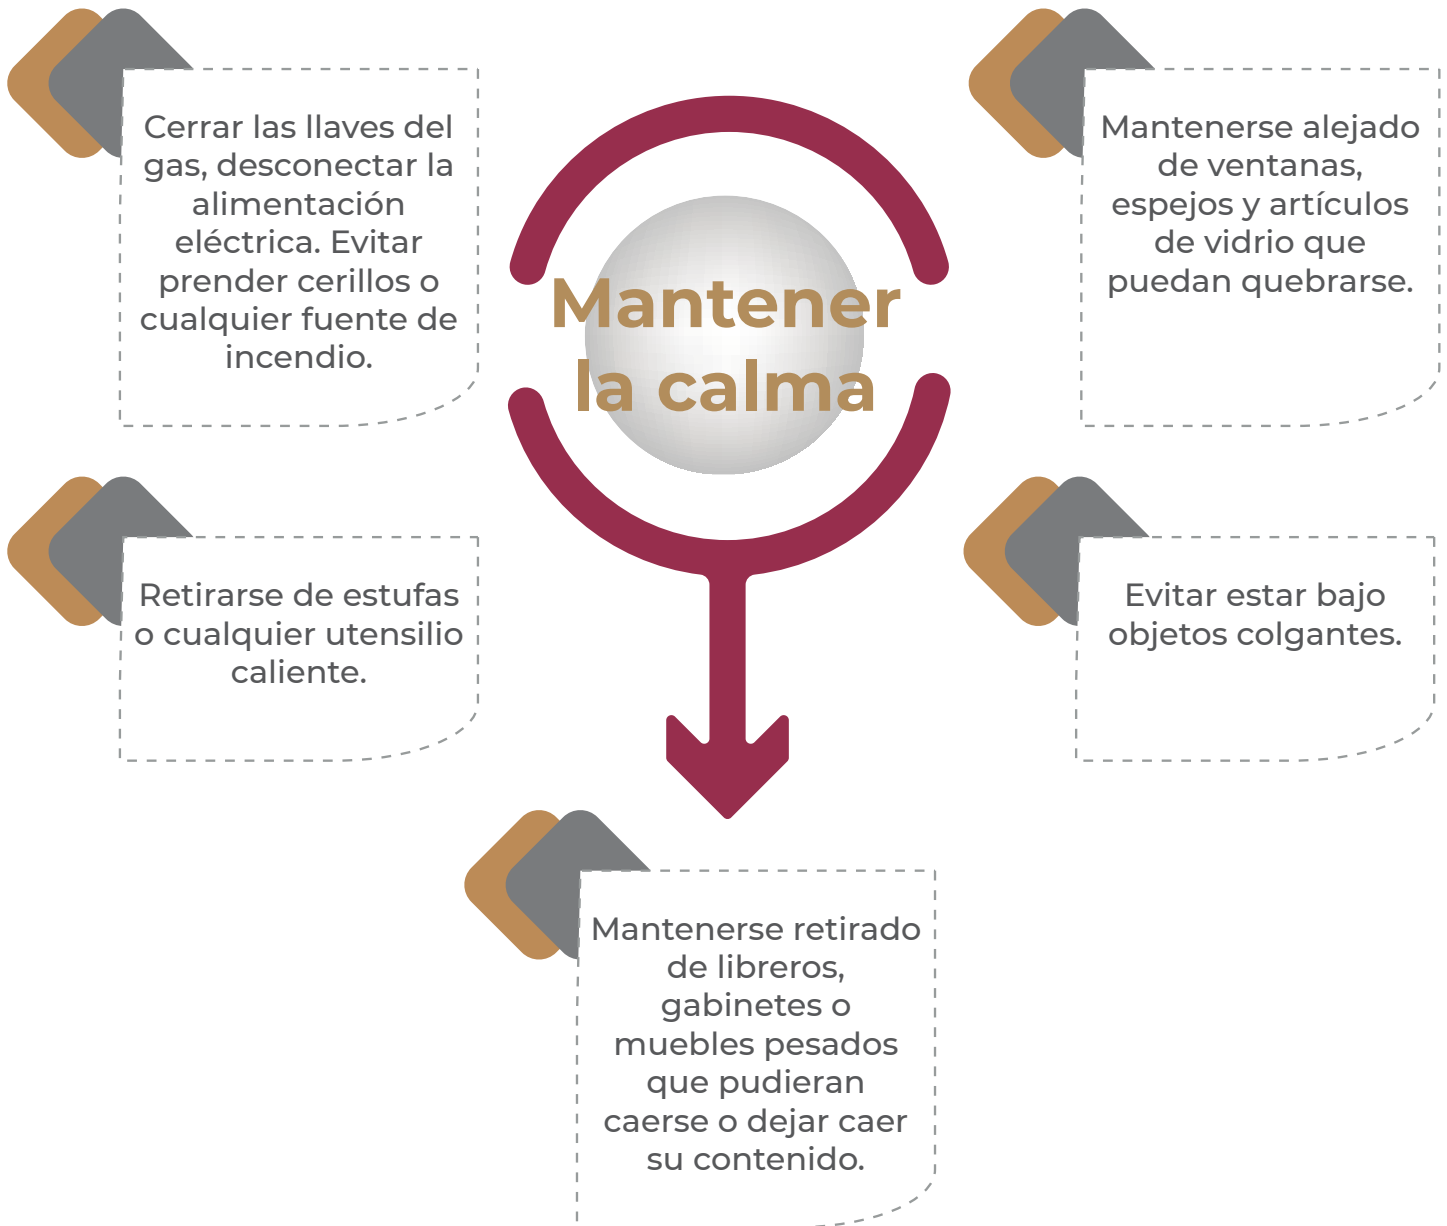 Cerrar las llaves del
gas, desconectar la
alimentación
eléctrica. Evitar
prender cerillos o
cualquier fuente de
incendio.
Mantener
la calma
Mantenerse alejado
de ventanas,
espejos y artículos
de vidrio que
puedan quebrarse.
Retirarse de estufas
o cualquier utensilio
caliente.
Evitar estar bajo
objetos colgantes.
Mantenerse retirado
de libreros,
gabinetes o
muebles pesados
que pudieran
caerse o dejar caer
su contenido.